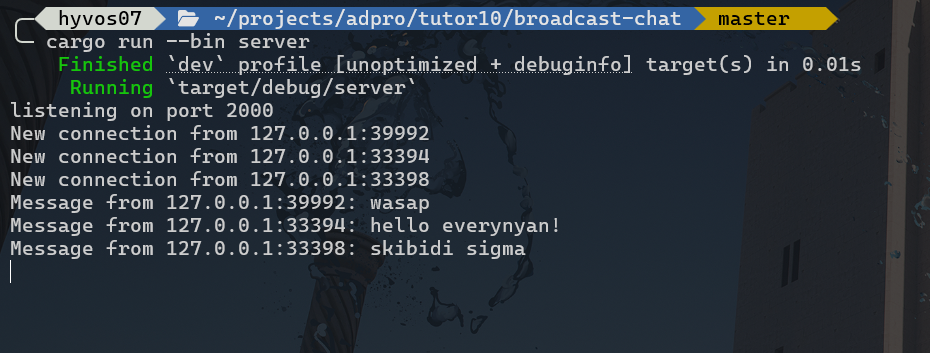 hyvos07 ~/projects/adpro/tutor10/broadcast-chat master
cargo run --bin server
Finished `dev` profile [unoptimized + debuginfo] target(s) in 0.01s
Running `target/debug/server`
listening on port 2000
New connection from 127.0.0.1:39992
New connection from 127.0.0.1:33394
New connection from 127.0.0.1:33398
Message from 127.0.0.1:39992: wasap
Message from 127.0.0.1:33394: hello everynyan!
Message from 127.0.0.1:33398: skibidi sigma